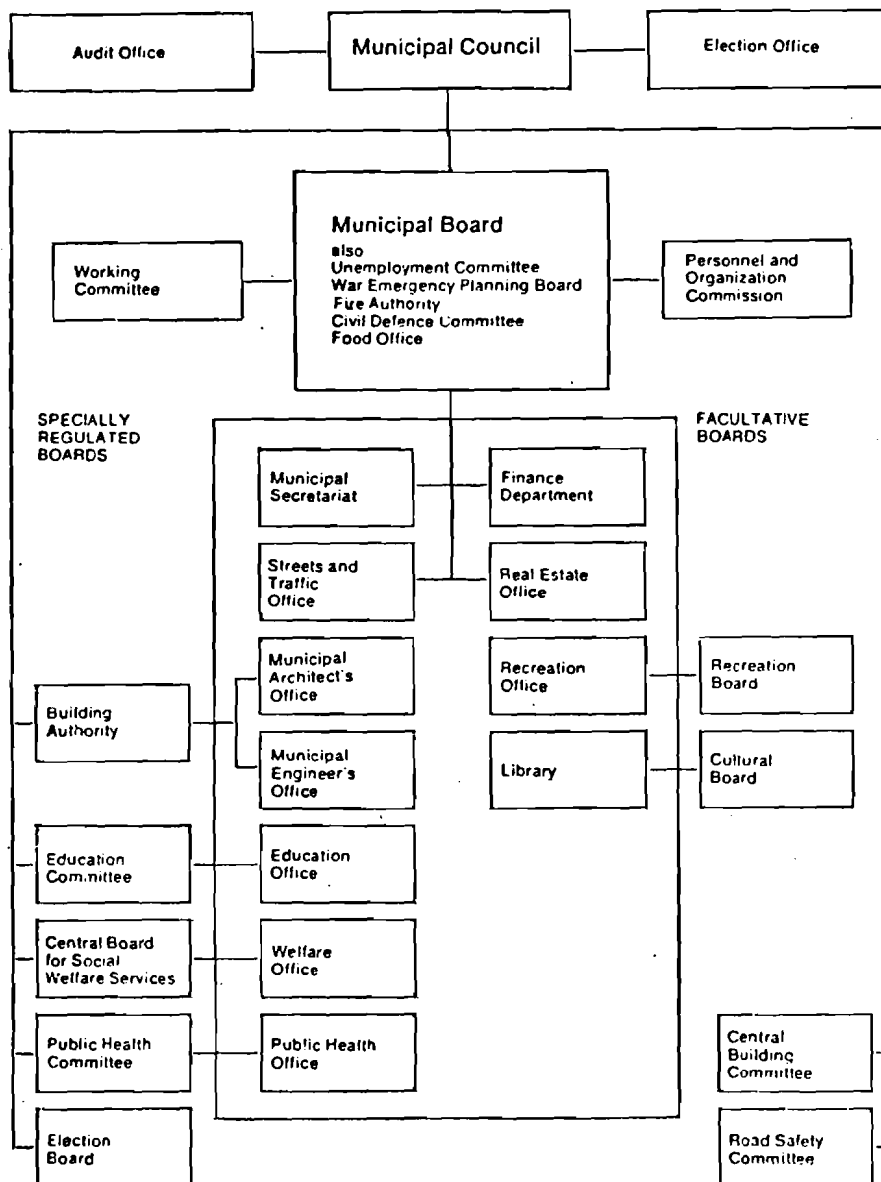 Audit Office
Municipal Council
Election Office
Municipal Board
also
Unemployment Committee
War Emergency Planning Board
Fire Authority
Civil Defence Committee
Food Office
Working
Committee
Personnel and
Organization
Commission
SPECIALLY
REGULATED
BOARDS
FACULTATIVE
BOARDS
Municipal
Secretariat
Finance
Department
Streets and
Traffic
Office
Real Estate
Office
Municipal
Architect's
Office
Recreation
Office
Recreation
Board
Building
Authority
Municipal
Engineer's
Office
Library
Cultural
Board
Education
Committee
Education
Office
Central Board
for Social
Welfare Services
Welfare
Office
Public Health
Committee
Public Health
Office
Central
Building
Committee
Election
Board
Road Safety
Committee